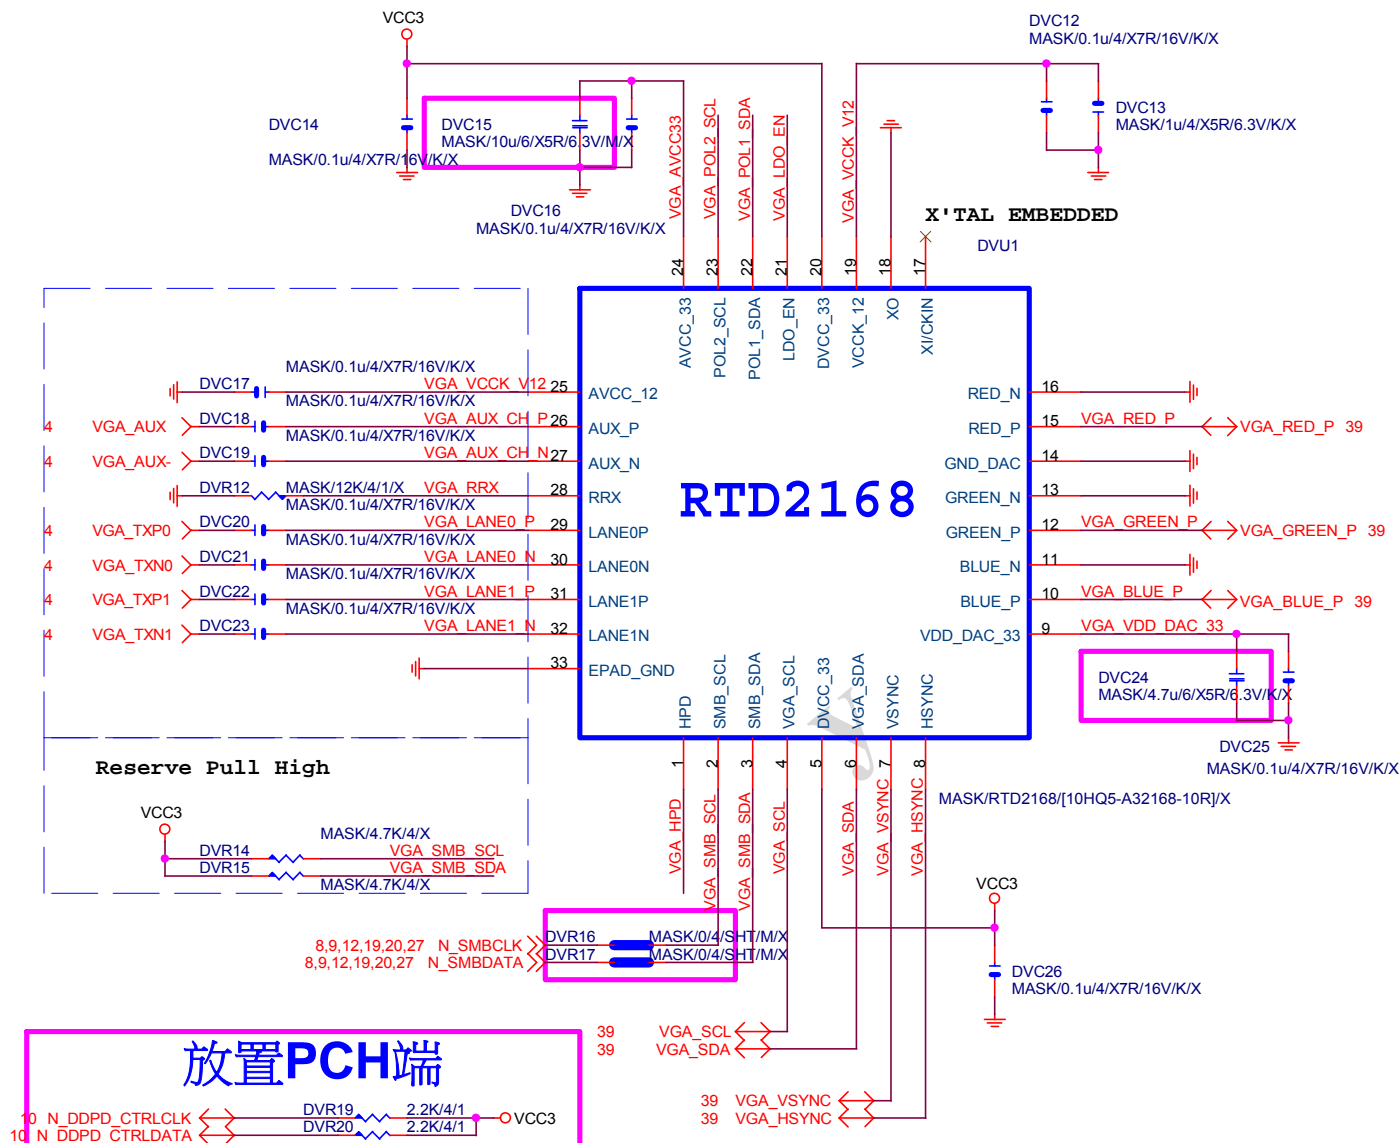 VCC3
DVC12
MASK/0.1u/4/X7R/16V/K/X
DVC14
MASK/0.1u/4/X7R/16V/K/X
DVC15
MASK/10u/6/X5R/6.3V/M/X
DVC16
MASK/0.1u/4/X7R/16V/K/X
DVC13
MASK/1u/4/X5R/6.3V/K/X
VGA_AVCC33
VGA_POL2_SCL
VGA_POL1_SDA
VGA_LDO_EN
VGA_VCCK_V12
X'TAL EMBEDDED
DVU1
24
23
22
21
20
19
18
17
AVCC_33
POL2_SCL
POL1_SDA
LDO_EN
DVCC_33
VCCK_12
XO
XI/CKIN
MASK/0.1u/4/X7R/16V/K/X
DVC17
VGA_VCCK_V12
25
AVCC_12
MASK/0.1u/4/X7R/16V/K/X
4
VGA_AUX
DVC18
VGA_AUX_CH_P
26
AUX_P
MASK/0.1u/4/X7R/16V/K/X
4
VGA_AUX-
DVC19
VGA_AUX_CH_N
27
AUX_N
DVR12
MASK/12K/4/1/X
VGA_RRX
28
RRX
MASK/0.1u/4/X7R/16V/K/X
4
VGA_TXP0
DVC20
VGA_LANE0_P
29
LANE0P
MASK/0.1u/4/X7R/16V/K/X
4
VGA_TXN0
DVC21
VGA_LANE0_N
30
LANE0N
MASK/0.1u/4/X7R/16V/K/X
4
VGA_TXP1
DVC22
VGA_LANE1_P
31
LANE1P
MASK/0.1u/4/X7R/16V/K/X
4
VGA_TXN1
DVC23
VGA_LANE1_N
32
LANE1N
33
EPAD_GND
RTD2168
RED_N
16
RED_P
15
VGA_RED_P
VGA_RED_P 39
GND_DAC
14
GREEN_N
13
GREEN_P
12
VGA_GREEN_P
VGA_GREEN_P 39
BLUE_N
11
BLUE_P
10
VGA_BLUE_P
VGA_BLUE_P 39
VDD_DAC_33
9
VGA_VDD_DAC_33
DVC24
MASK/4.7u/6/X5R/6.3V/K/X
DVC25
MASK/0.1u/4/X7R/16V/K/X
HPD
SMB_SCL
SMB_SDA
VGA_SCL
DVCC_33
VGA_SDA
VSYNC
HSYNC
y
1
2
3
4
5
6
7
8
MASK/RTD2168/[10HQ5-A32168-10R]/X
VGA_HPD
VGA_SMB_SCL
VGA_SMB_SDA
VGA_SCL
VGA_SDA
VGA_VSYNC
VGA_HSYNC
Reserve Pull High
VCC3
MASK/4.7K/4/X
DVR14
VGA_SMB_SCL
DVR15
VGA_SMB_SDA
MASK/4.7K/4/X
8,9,12,19,20,27 N_SMBCLK
DVR16
MASK/0/4/SHT/M/X
8,9,12,19,20,27 N_SMBDATA
DVR17
MASK/0/4/SHT/M/X
VCC3
DVC26
MASK/0.1u/4/X7R/16V/K/X
39 VGA_SCL
39 VGA_SDA
39 VGA_VSYNC
39 VGA_HSYNC
放置PCH端
10 N_DDPD_CTRLCLK
DVR19
2.2K/4/1
VCC3
10 N_DDPD_CTRLDATA
DVR20
2.2K/4/1